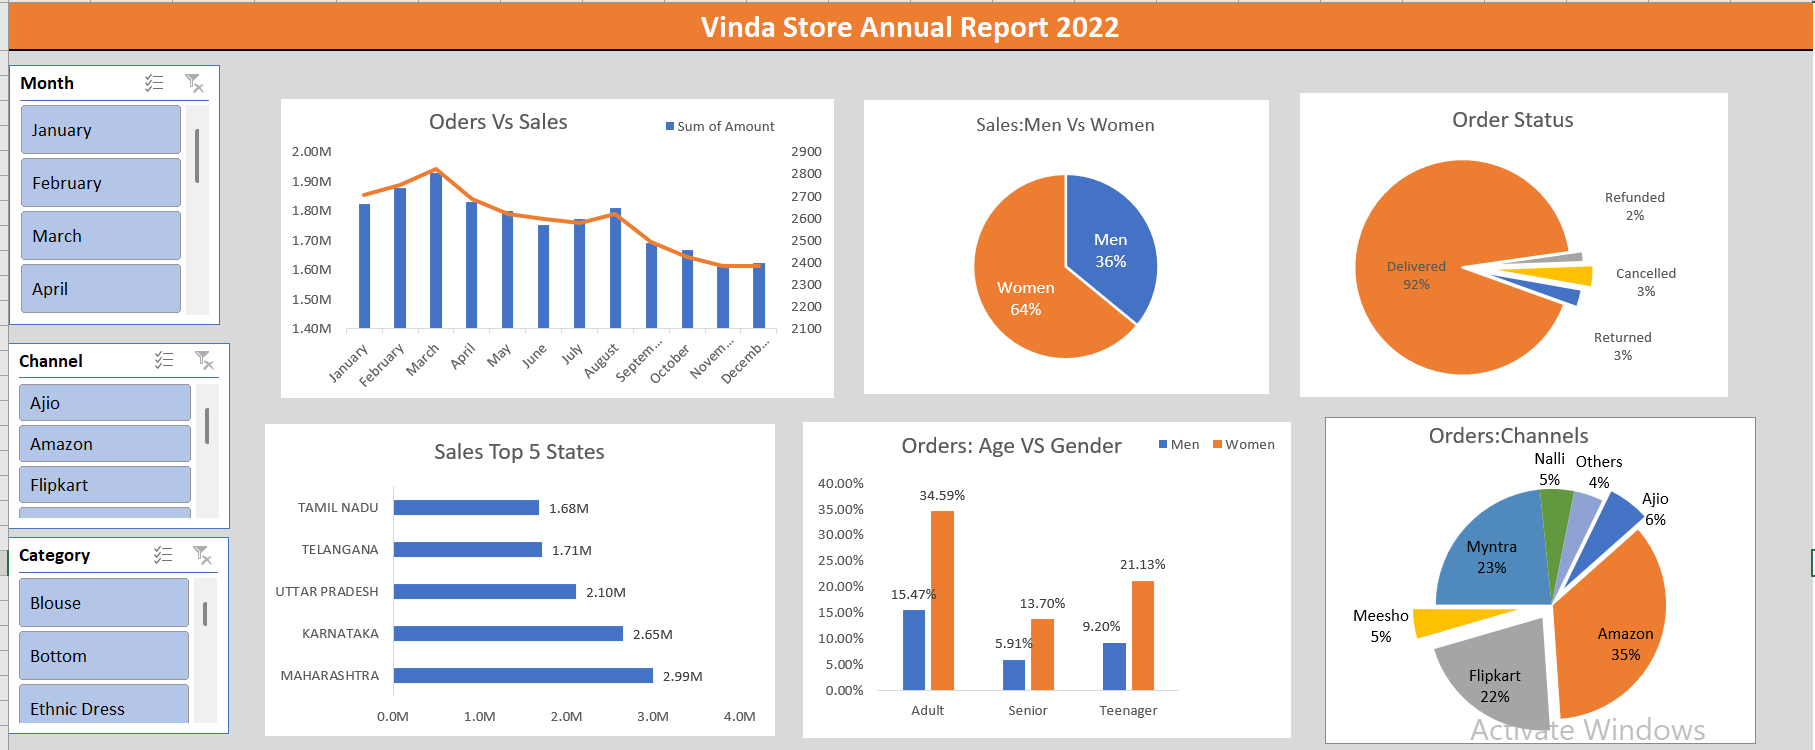 Vinda Store Annual Report 2022
Month
January
February
March
April
Channel
Ajio
Amazon
Flipkart
Category
Blouse
Bottom
Ethnic Dress
Oders Vs Sales
Sum of Amount
2.00M
1.90M
1.80M
1.70M
1.60M
1.50M
1.40M
2900
2800
2700
2600
2500
2400
2300
2200
2100
January
February
March
April
May
June
July
August
Septem...
October
Novem...
Decemb...
Sales:Men Vs Women
Men
36%
Women
64%
Order Status
Refunded
2%
Delivered
92%
Cancelled
3%
Returned
3%
Sales Top 5 States
TAMIL NADU 1.68M
TELANGANA 1.71M
UTTAR PRADESH 2.10M
KARNATAKA 2.65M
MAHARASHTRA 2.99M
0.0M 1.0M 2.0M 3.0M 4.0M
Orders: Age VS Gender
Men Women
40.00%
35.00%
30.00%
25.00%
20.00%
15.00%
10.00%
5.00%
0.00%
15.47%
34.59%
5.91%
13.70%
9.20%
21.13%
Adult Senior Teenager
Orders:Channels
Nalli
5%
Others
4%
Ajio
6%
Myntra
23%
Meesho
5%
Amazon
35%
Flipkart
22%
Activate Windows